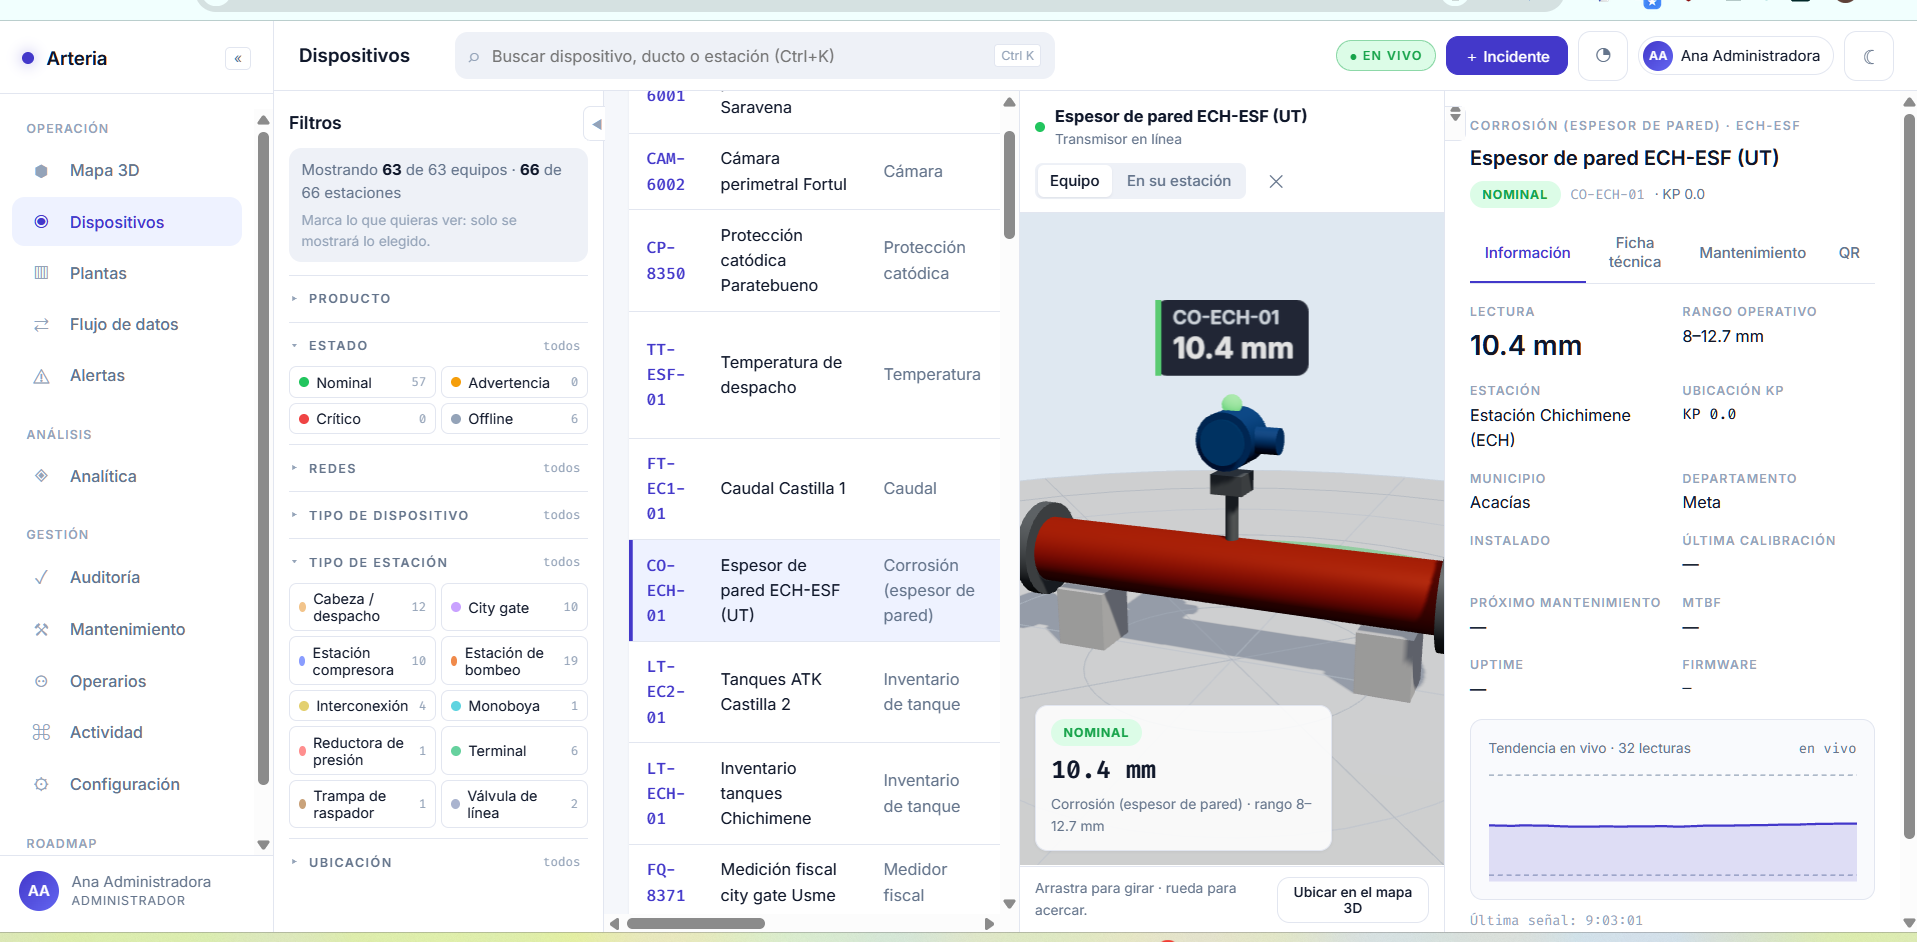 Arteria
«
OPERACIÓN
Mapa 3D
Dispositivos
Plantas
Flujo de datos
Alertas
ANÁLISIS
Analítica
GESTIÓN
Auditoría
Mantenimiento
Operarios
Actividad
Configuración
ROADMAP
AA
Ana Administradora
ADMINISTRADOR
Dispositivos
Buscar dispositivo, ducto o estación (Ctrl+K)
Ctrl K
EN VIVO
+ Incidente
AA
Ana Administradora
Filtros
Mostrando 63 de 63 equipos · 66 de
66 estaciones
Marca lo que quieras ver: solo se
mostrará lo elegido.
PRODUCTO
ESTADO todos
Nominal 57
Advertencia 0
Crítico 0
Offline 6
REDES todos
TIPO DE DISPOSITIVO todos
TIPO DE ESTACIÓN todos
Cabeza /
despacho 12
City gate 10
Estación
compresora 10
Estación de
bombeo 19
Interconexión 4
Monoboya 1
Reductora de
presión 1
Terminal 6
Trampa de
raspador 1
Válvula de
línea 2
UBICACIÓN todos
6001
Saravena
CAM-
6002
Cámara
perimetral Fortul
Cámara
CP-
8350
Protección
catódica
Paratebueno
Protección
catódica
TT-
ESF-
01
Temperatura de
despacho
Temperatura
FT-
EC1-
01
Caudal Castilla 1
Caudal
CO-
ECH-
01
Espesor de
pared ECH-ESF
(UT)
Corrosión
(espesor de
pared)
LT-
EC2-
01
Tanques ATK
Castilla 2
Inventario
de tanque
LT-
ECH-
01
Inventario
tanques
Chichimene
Inventario
de tanque
FQ-
8371
Medición fiscal
city gate Usme
Medidor
fiscal
Espesor de pared ECH-ESF (UT)
Transmisor en línea
Equipo
En su estación
CO-ECH-01
10.4 mm
NOMINAL
10.4 mm
Corrosión (espesor de pared) · rango 8–
12.7 mm
Arrastra para girar · rueda para
acercar.
Ubicar en el mapa
3D
CORROSIÓN (ESPESOR DE PARED) · ECH-ESF
Espesor de pared ECH-ESF (UT)
NOMINAL CO-ECH-01 · KP 0.0
Información
Ficha
técnica
Mantenimiento
QR
LECTURA
10.4 mm
RANGO OPERATIVO
8–12.7 mm
ESTACIÓN
Estación Chichimene
(ECH)
UBICACIÓN KP
KP 0.0
MUNICIPIO
Acacías
DEPARTAMENTO
Meta
INSTALADO
ÚLTIMA CALIBRACIÓN
—
PRÓXIMO MANTENIMIENTO
—
MTBF
—
UPTIME
—
FIRMWARE
—
Tendencia en vivo · 32 lecturas
en vivo
Última señal: 9:03:01